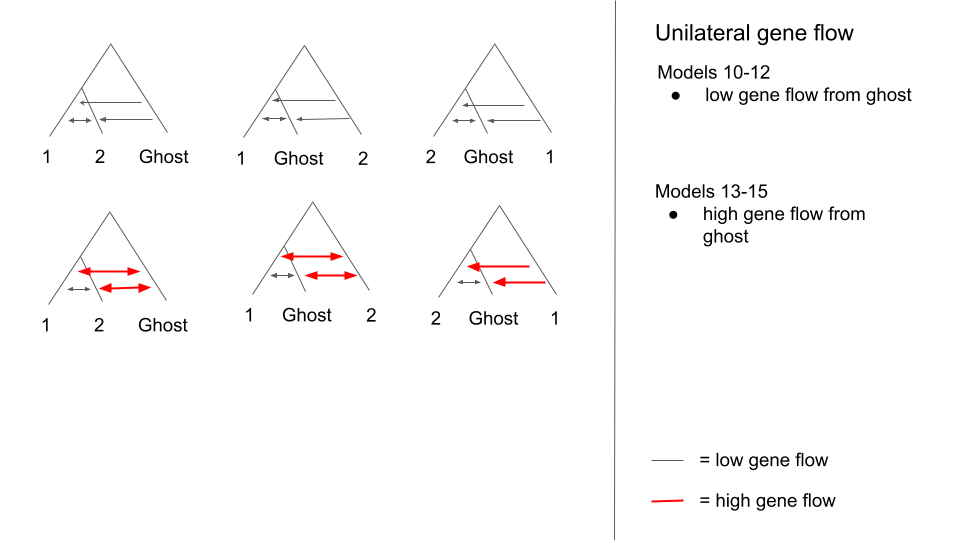 1 2 Ghost
1 Ghost 2
2 Ghost 1
1 2 Ghost
1 Ghost 2
2 Ghost 1
Unilateral gene flow
Models 10-12
● low gene flow from ghost
Models 13-15
● high gene flow from
ghost
= low gene flow
= high gene flow